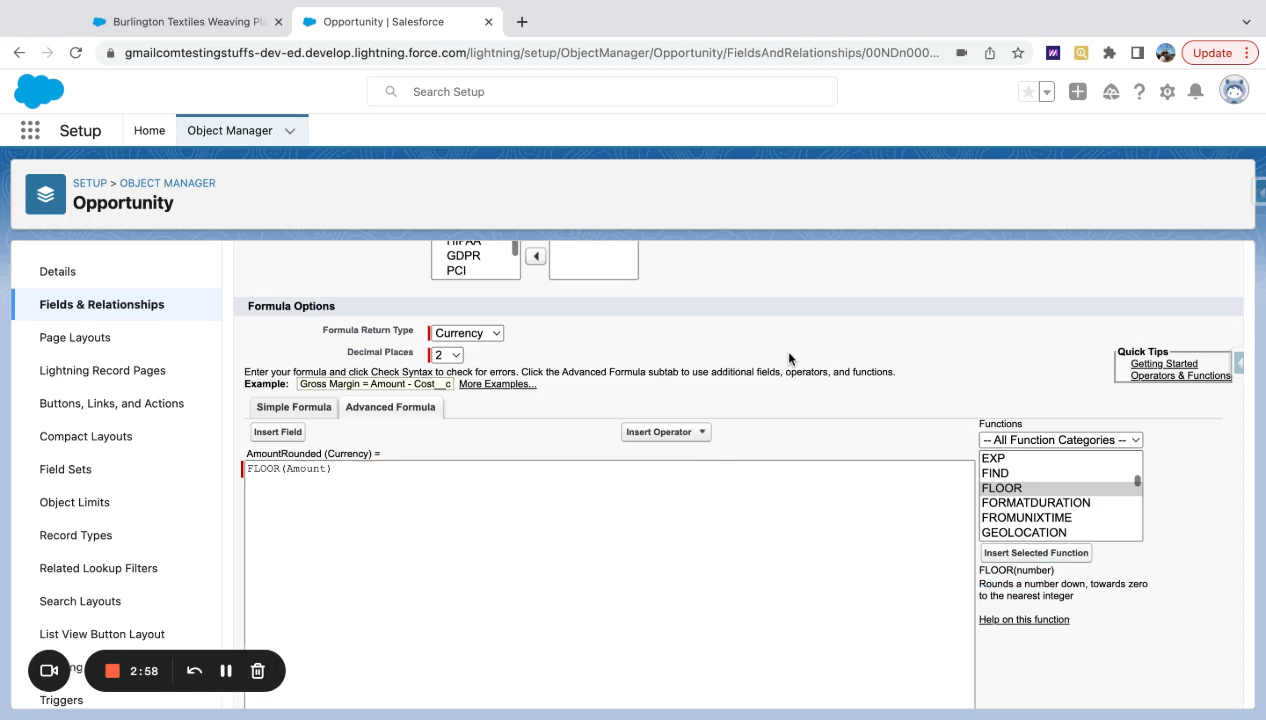 Burlington Textiles Weaving Pla
Opportunity | Salesforce
gmailcomtestingstuffs-dev-ed.develop.lightning.force.com/lightning/setup/ObjectManager/Opportunity/FieldsAndRelationships/00NDn000...
Update
Search Setup
Setup
Home
Object Manager
SETUP > OBJECT MANAGER
Opportunity
Details
Fields & Relationships
Page Layouts
Lightning Record Pages
Buttons, Links, and Actions
Compact Layouts
Field Sets
Object Limits
Record Types
Related Lookup Filters
Search Layouts
List View Button Layout
ng
Triggers
2:58
HIPAA
GDPR
PCI
Formula Options
Formula Return Type
Currency
Decimal Places
2
Enter your formula and click Check Syntax to check for errors. Click the Advanced Formula subtab to use additional fields, operators, and functions.
Example: Gross Margin = Amount - Cost__c More Examples...
Quick Tips
Getting Started
Operators & Functions
Simple Formula
Advanced Formula
Insert Field
Insert Operator
AmountRounded (Currency) =
FLOOR(Amount)
Functions
-- All Function Categories --
EXP
FIND
FLOOR
FORMATDURATION
FROMUNIXTIME
GEOLOCATION
Insert Selected Function
FLOOR(number)
Rounds a number down, towards zero
to the nearest integer
Help on this function